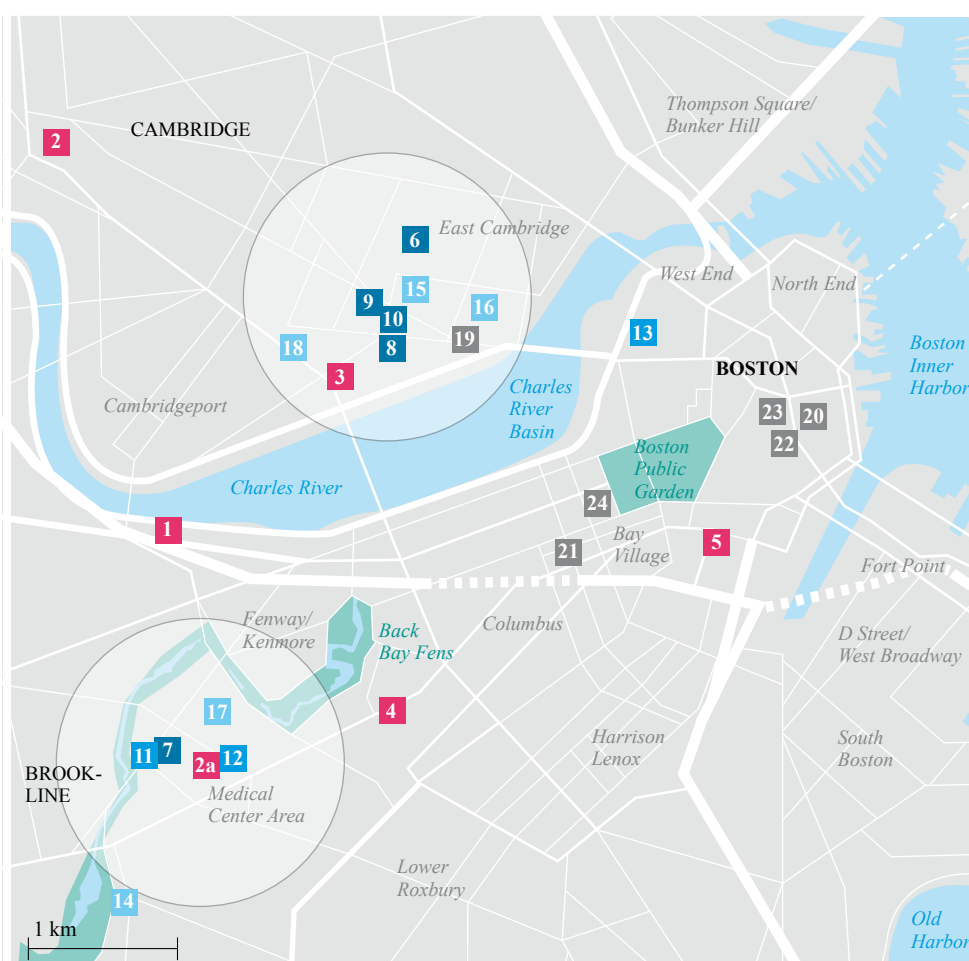 Thompson Square/
Bunker Hill
CAMBRIDGE
2
East Cambridge
6
West End
North End
15
9
16
10
13
19
18
8
Boston
Inner
Harbor
3
BOSTON
Charles
River
Basin
Cambridgeport
23
20
22
Boston
Public
Garden
Charles River
24
1
Bay
Village
5
21
Fort Point
Fenway/
Kenmore
Columbus
Back
Bay Fens
D Street/
West Broadway
17
4
Harrison
Lenox
South
Boston
11
7
2a
12
BROOK-
LINE
Medical
Center Area
Lower
Roxbury
14
1 km
Old
Harbor